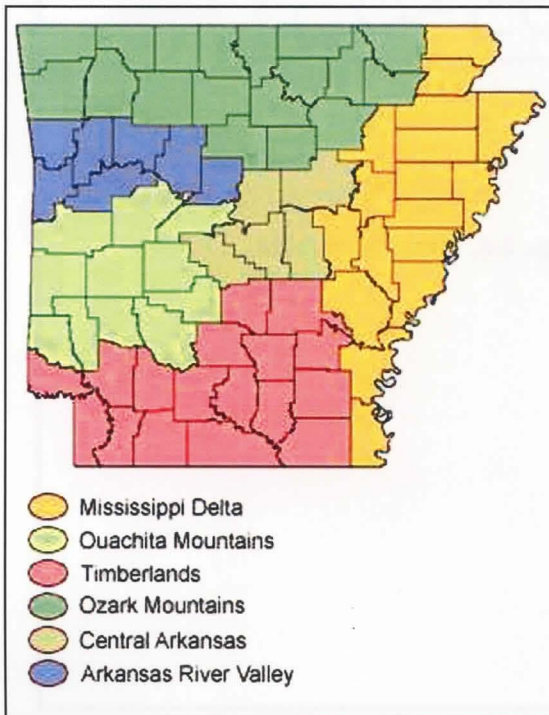 Mississippi Delta
Ouachita Mountains
Timberlands
Ozark Mountains
Central Arkansas
Arkansas River Valley